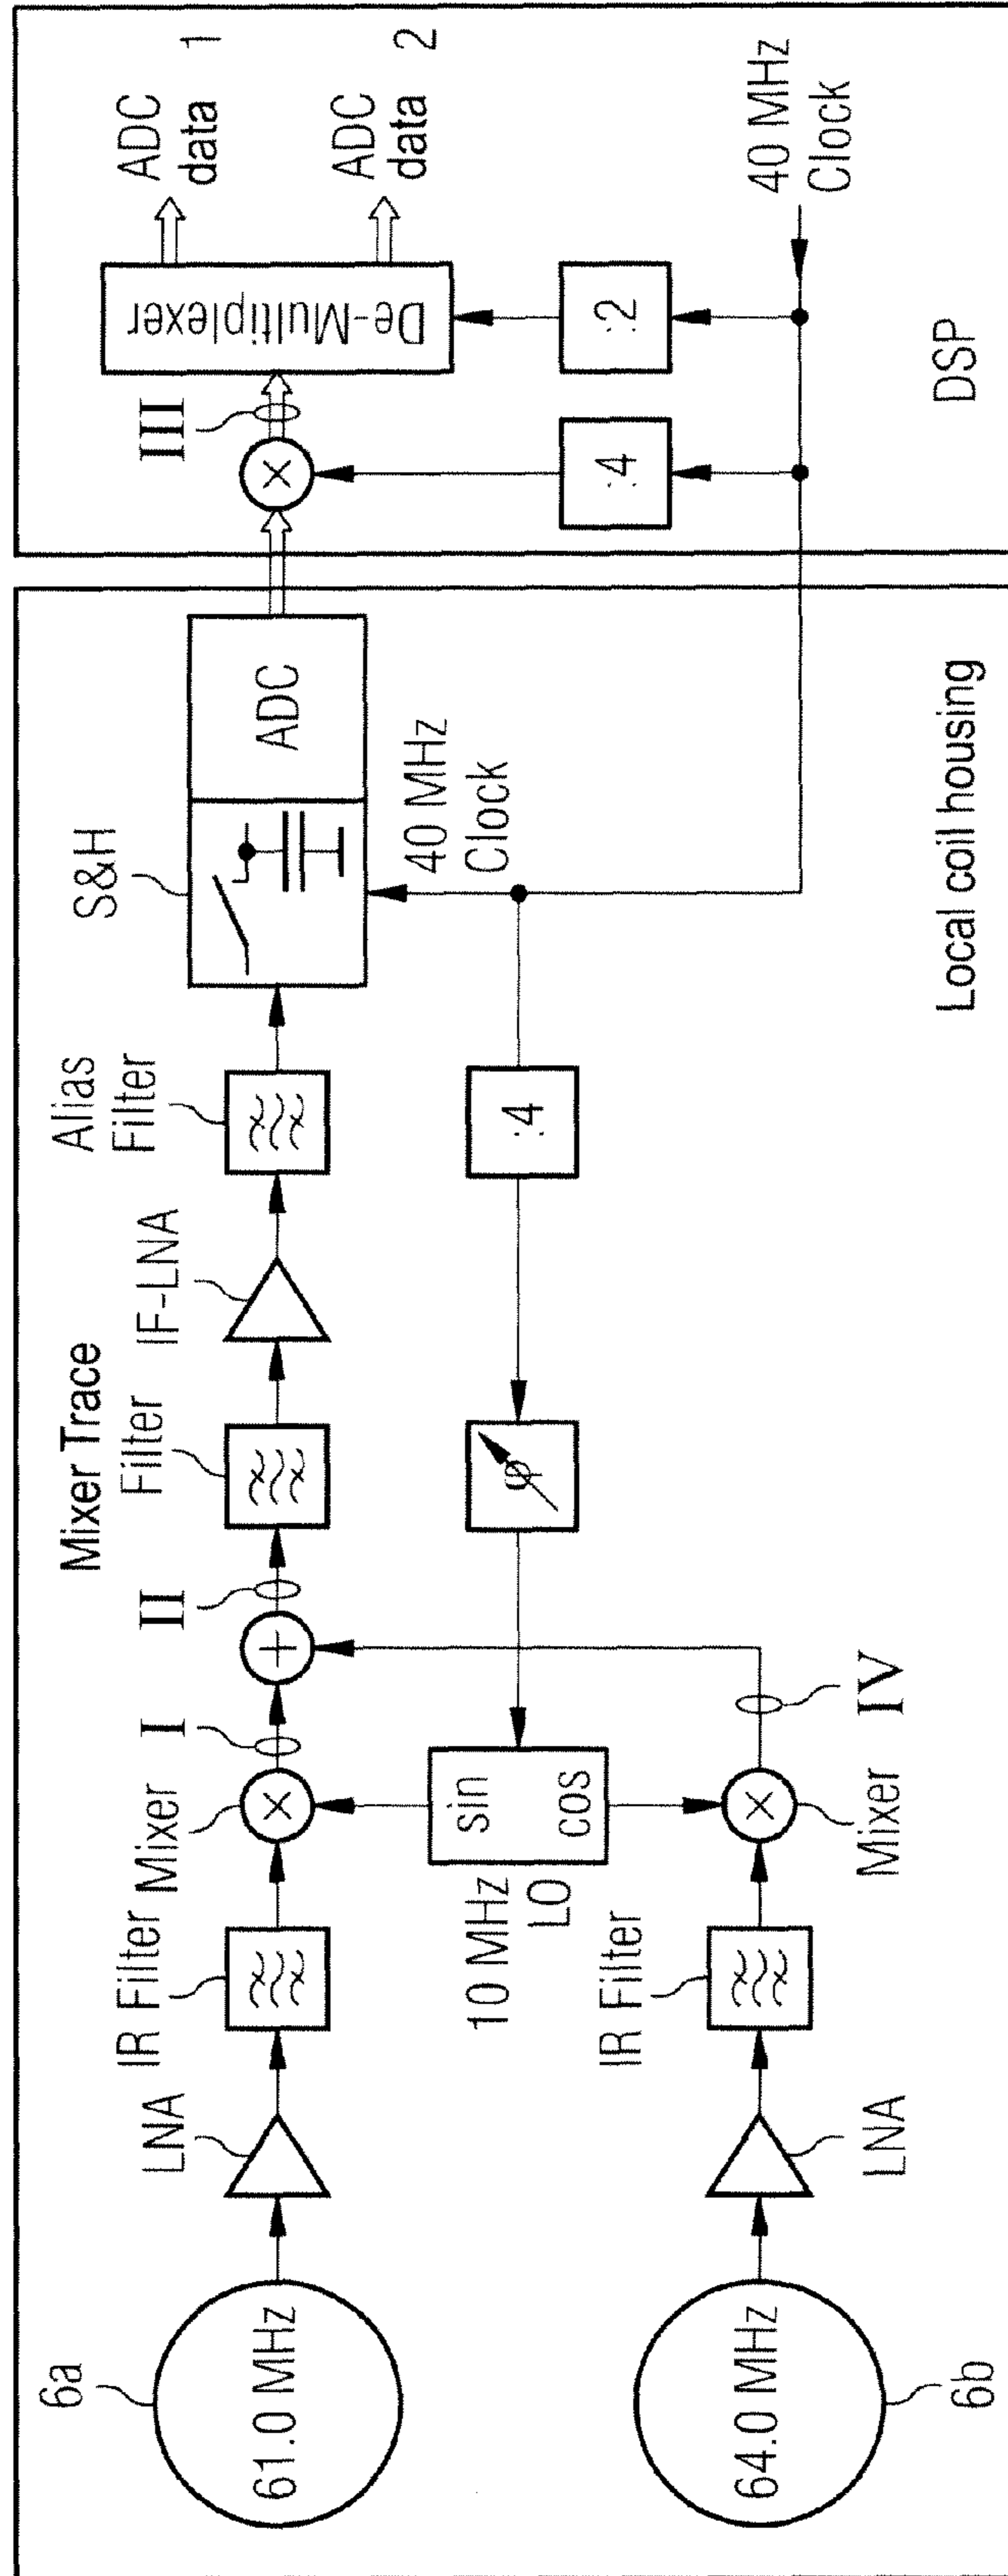 6a
61.0 MHz
LNA
IR Filter
Mixer
I
II
Mixer Trace
Filter
IF-LNA
Alias
Filter
S&H
ADC
40 MHz
Clock
:4
φ
sin
cos
10 MHz
LO
6b
64.0 MHz
LNA
IR Filter
Mixer
IV
Local coil housing
III
De-Multiplexer
ADC
data 1
ADC
data 2
:4
:2
40 MHz
Clock
DSP